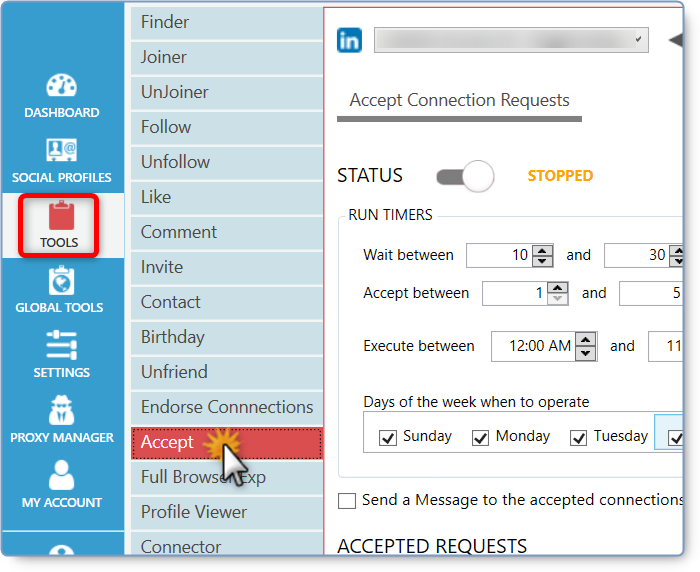 DASHBOARD
SOCIAL PROFILES
TOOLS
GLOBAL TOOLS
SETTINGS
PROXY MANAGER
MY ACCOUNT
Finder
Joiner
UnJoiner
Follow
Unfollow
Like
Comment
Invite
Contact
Birthday
Unfriend
Endorse Connnections
Accept
Full Browser Exp
Profile Viewer
Connector
in
Accept Connection Requests
STATUS STOPPED
RUN TIMERS
Wait between 10 and 30
Accept between 1 and 5
Execute between 12:00 AM and 11
Days of the week when to operate
Sunday Monday Tuesday
Send a Message to the accepted connections
ACCEPTED REQUESTS